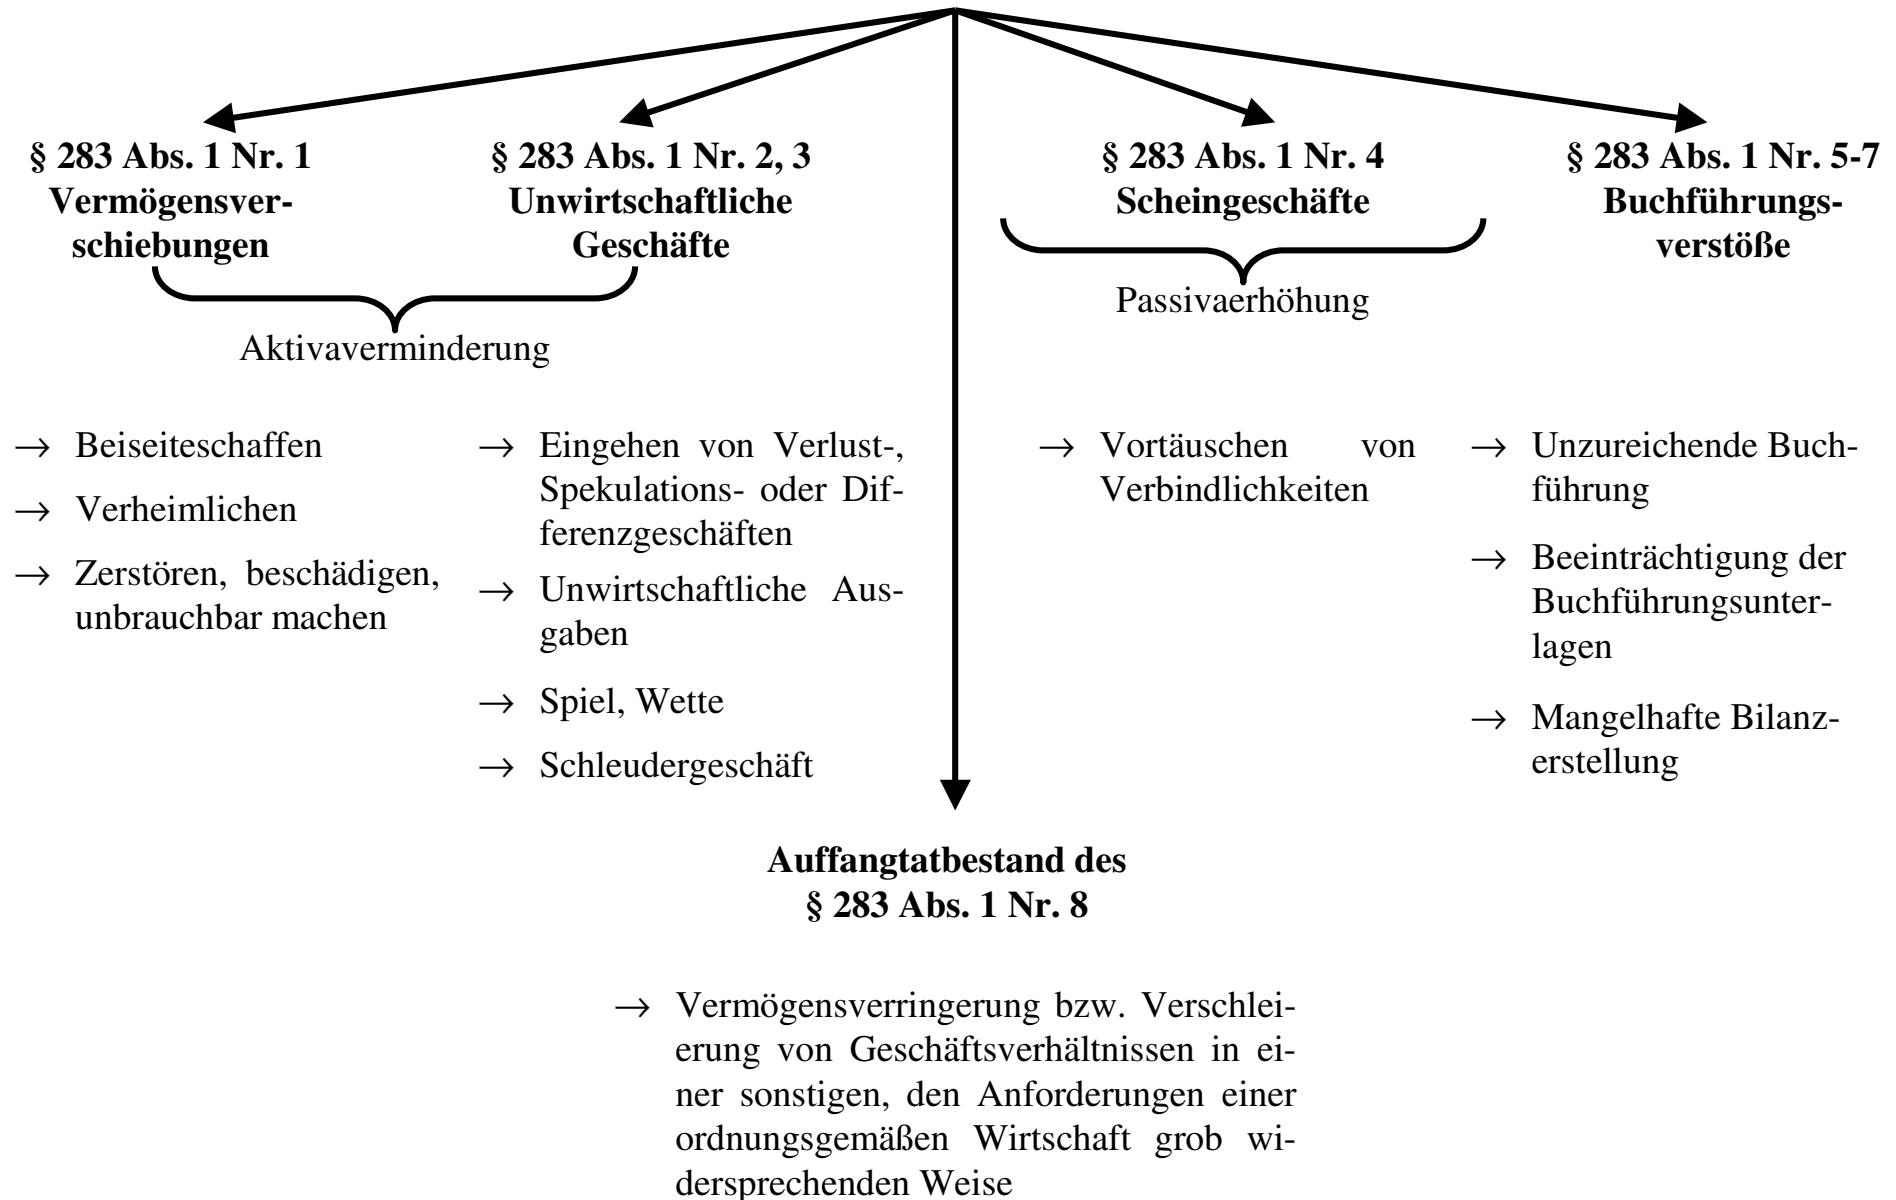 § 283 Abs. 1 Nr. 1
Vermögensver-
schiebungen
§ 283 Abs. 1 Nr. 2, 3
Unwirtschaftliche
Geschäfte
Aktivaverminderung
§ 283 Abs. 1 Nr. 4
Scheingeschäfte
Passivaerhöhung
§ 283 Abs. 1 Nr. 5-7
Buchführungs-
verstöße
→ Beiseiteschaffen
→ Verheimlichen
→ Zerstören, beschädigen,
unbrauchbar machen
→ Eingehen von Verlust-,
Spekulations- oder Dif-
ferenzgeschäften
→ Unwirtschaftliche Aus-
gaben
→ Spiel, Wette
→ Schleudergeschäft
→ Vortäuschen von
Verbindlichkeiten
→ Unzureichende Buch-
führung
→ Beeinträchtigung der
Buchführungsunter-
lagen
→ Mangelhafte Bilanz-
erstellung
Auffangtatbestand des
§ 283 Abs. 1 Nr. 8
→ Vermögensverringerung bzw. Verschlei-
erung von Geschäftsverhältnissen in ei-
ner sonstigen, den Anforderungen einer
ordnungsgemäßen Wirtschaft grob wi-
dersprechenden Weise